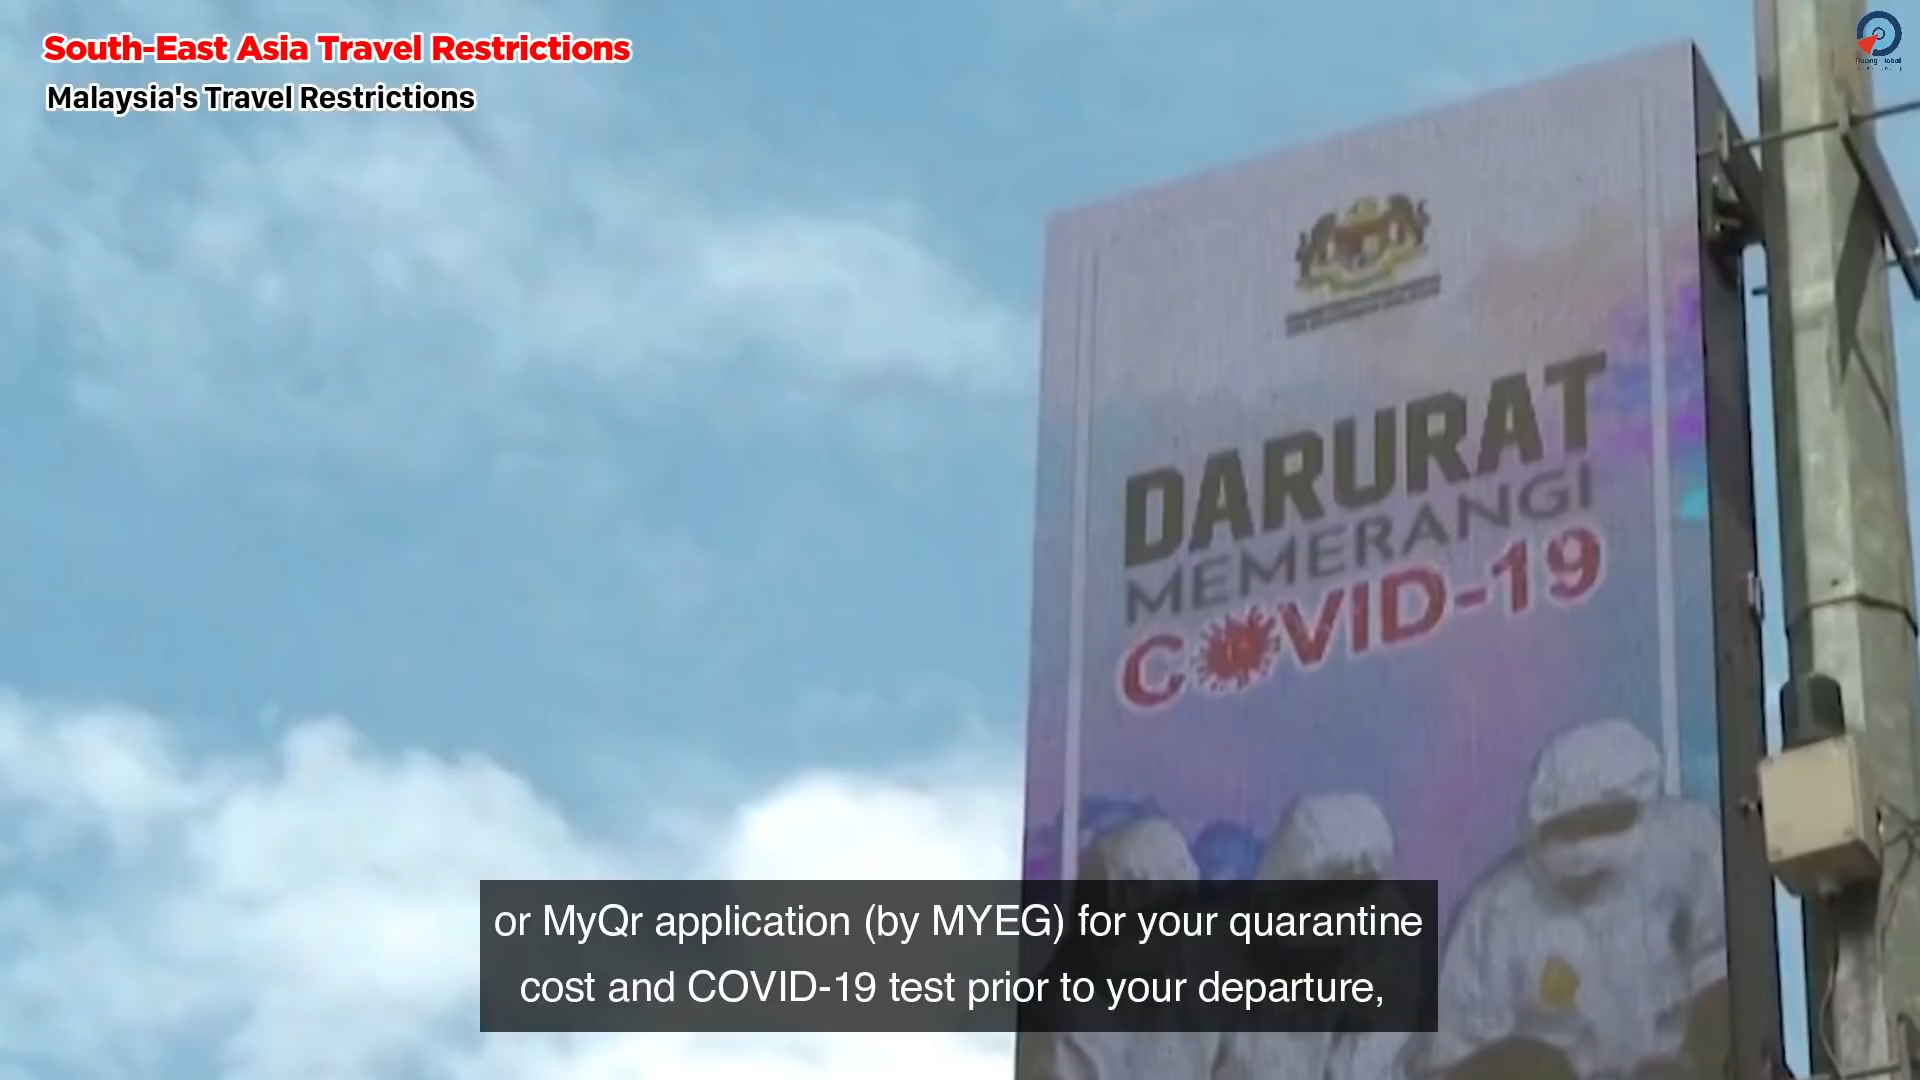 South-East Asia Travel Restrictions
Malaysia's Travel Restrictions
DARURAT
MEMERANGI
COVID-19
or MyQr application (by MYEG) for your quarantine
cost and COVID-19 test prior to your departure,